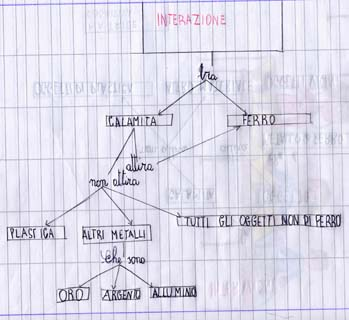 INTERAZIONE
tra
CALAMITA
FERRO
attira
non attira
PLASTICA
ALTRI METALLI
TUTTI GLI OGGETTI NON DI FERRO
che sono
ORO
ARGENTO
ALLUMINO